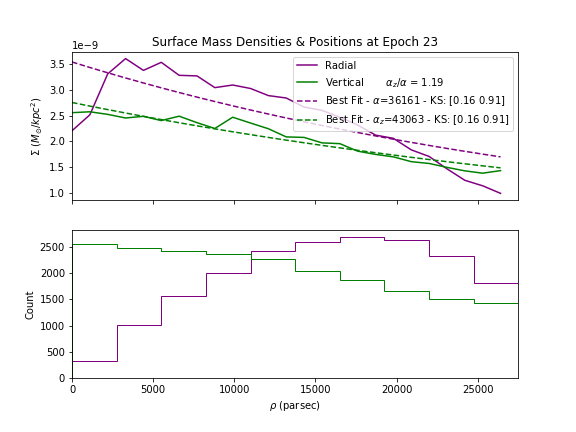 Surface Mass Densities & Positions at Epoch 23
1e−9
3.5
3.0
2.5
2.0
1.5
1.0
Σ (M⊙/kpc²)
Radial
Vertical α_z/α = 1.19
Best Fit - α=36161 - KS: [0.16 0.91]
Best Fit - α_z=43063 - KS: [0.16 0.91]
2500
2000
1500
1000
500
0
Count
0 5000 10000 15000 20000 25000
ρ (parsec)